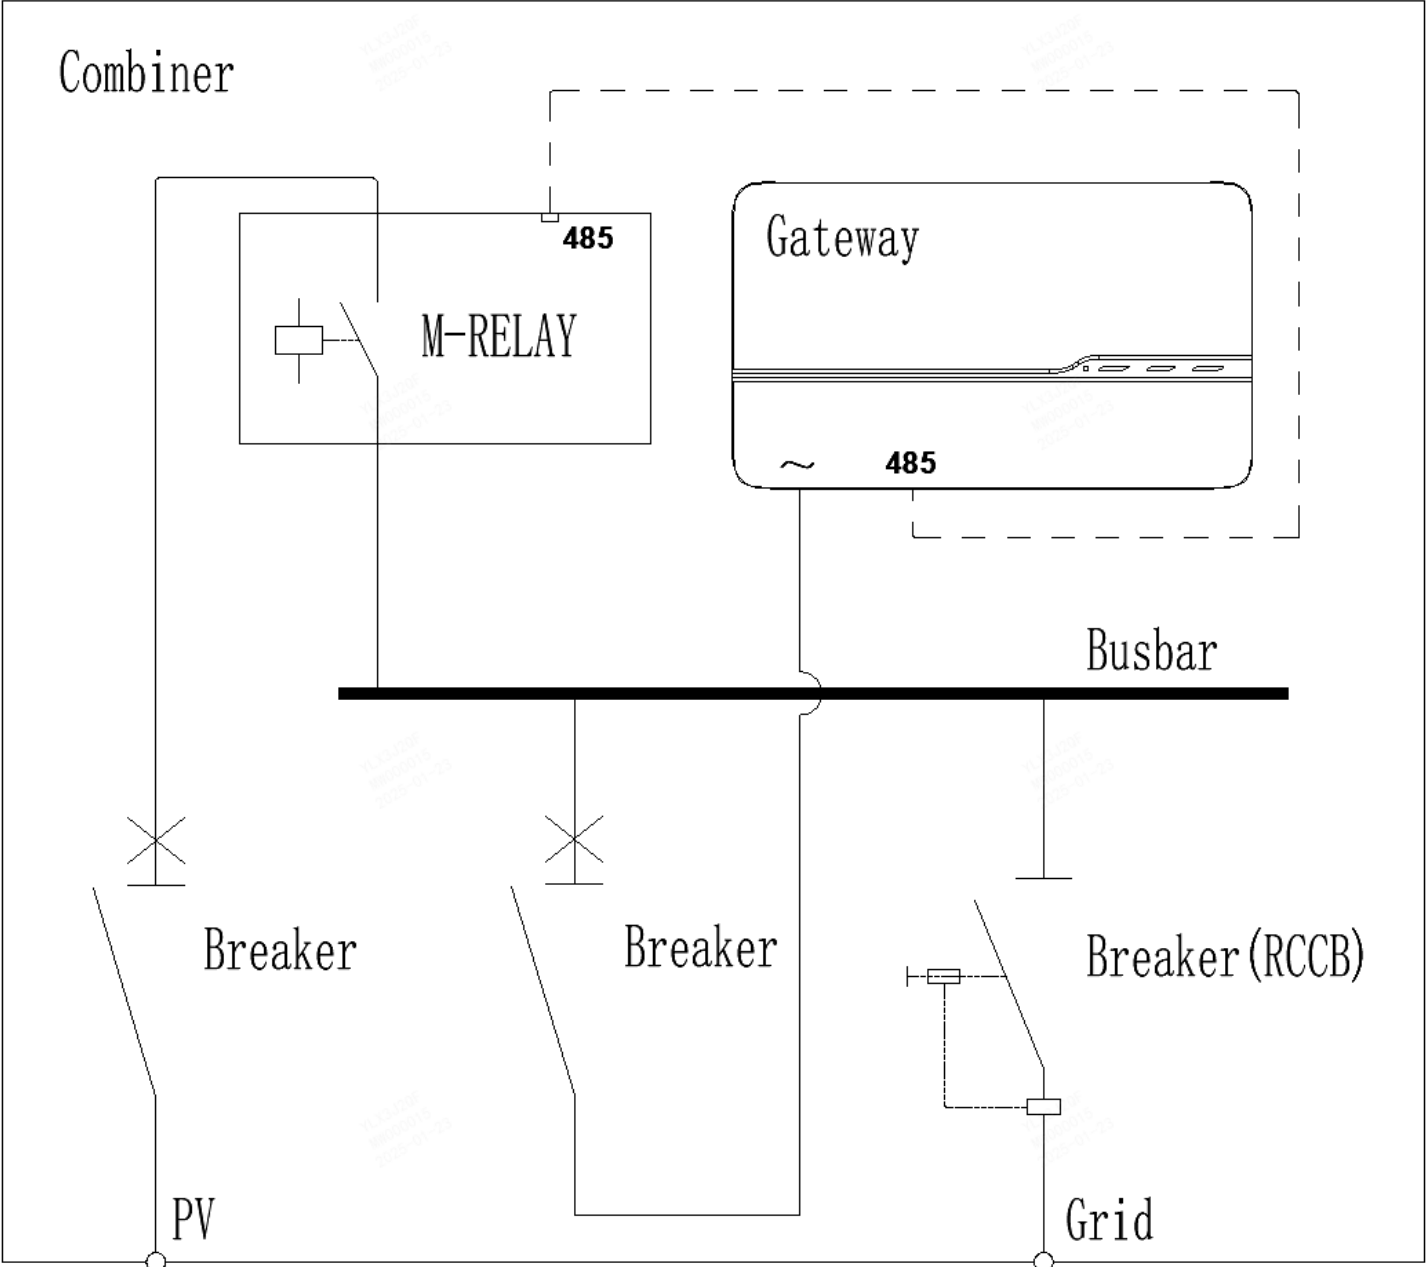 Combiner
485
Gateway
M-RELAY
~
485
Busbar
Breaker
Breaker
Breaker(RCCB)
PV
Grid